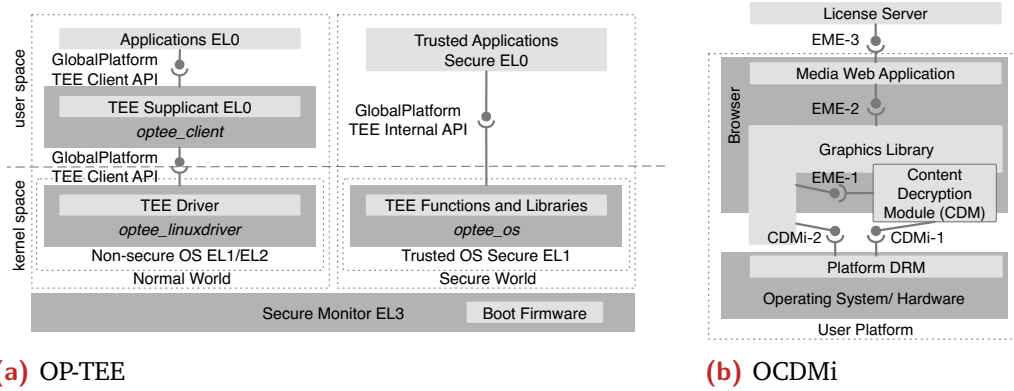 user space
kernel space
Applications EL0
GlobalPlatform
TEE Client API
TEE Supplicant EL0
optee_client
GlobalPlatform
TEE Client API
TEE Driver
optee_linuxdriver
Non-secure OS EL1/EL2
Normal World
Trusted Applications
Secure EL0
GlobalPlatform
TEE Internal API
TEE Functions and Libraries
optee_os
Trusted OS Secure EL1
Secure World
Secure Monitor EL3
Boot Firmware
(a) OP-TEE
License Server
EME-3
Browser
Media Web Application
EME-2
Graphics Library
EME-1
Content
Decryption
Module (CDM)
CDMi-2
CDMi-1
Platform DRM
Operating System/ Hardware
User Platform
(b) OCDMi